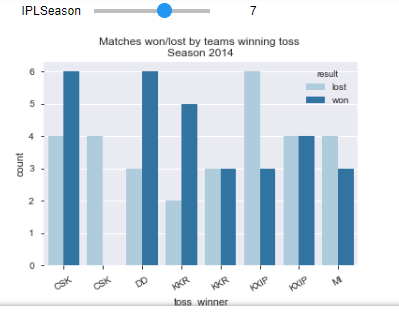 IPLSeason 7
Matches won/lost by teams winning toss
Season 2014
result
lost
won
count
6
5
4
3
2
1
0
CSK CSK DD KKR KKR KXIP KXIP MI
toss_winner